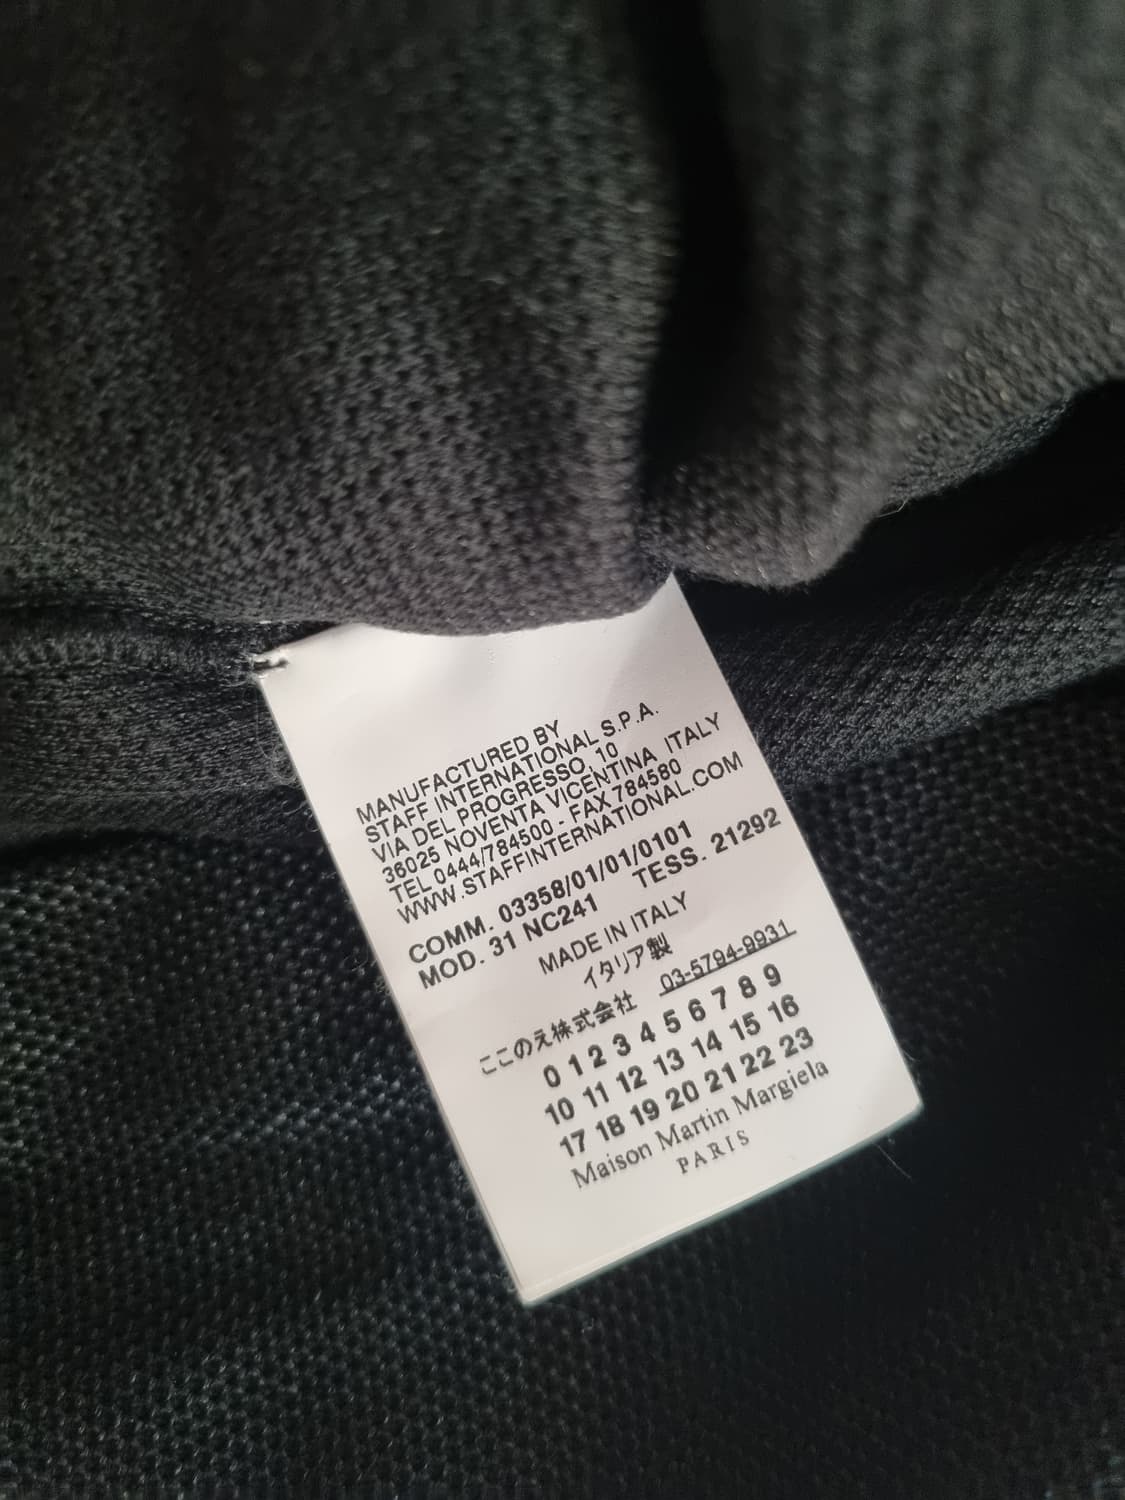 MANUFACTURED BY
STAFF INTERNATIONAL S.P.A.
VIA DEL PROGRESSO, 10
36025 NOVENTA VICENTINA ITALY
TEL 0444/784500 - FAX 784580
WWW.STAFFINTERNATIONAL.COM
COMM. 03358/01/01/0101
MOD. 31 NC241 TESS. 21292
MADE IN ITALY
イタリア製
ここのえ株式会社 03-5794-9931
0 1 2 3 4 5 6 7 8 9
10 11 12 13 14 15 16
17 18 19 20 21 22 23
Maison Martin Margiela
PARIS